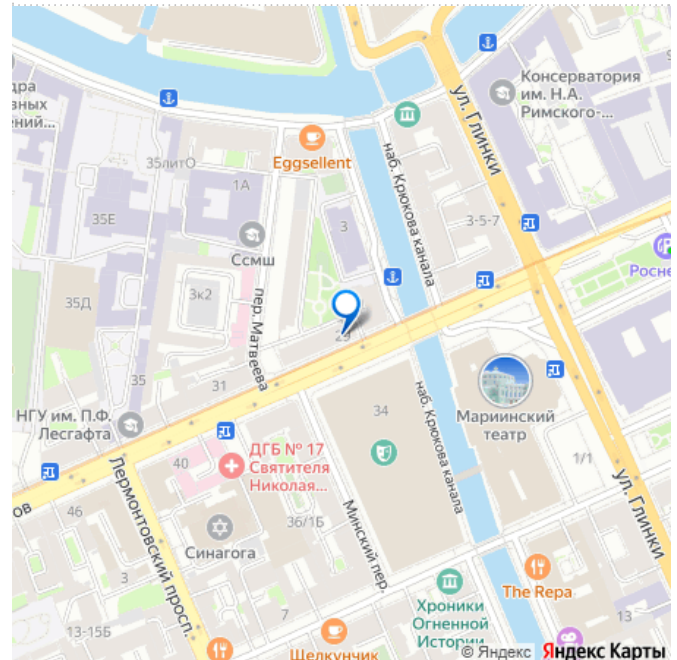 Консерватория
им. Н.А.
Римского-...
ул. Глинки
наб. Крюкова канала
Eggsellent
35литО
1А
35Е
Ссмш
3
3-5-7
3к2
пер. Матвеева
35Д
29
35
31
НГУ им. П.Ф.
Лесгафта
Мариинский
театр
34
наб. Крюкова канала
ДГБ № 17
Святителя
Николая...
40
1/1
ул. Глинки
Лермонтовский просп.
46
36/1Б
Синагога
Минский пер.
3
7
The Repa
Хроники
Огненной
Истории
13
13-15Б
Щелкунчик
© Яндекс Яндекс Карты